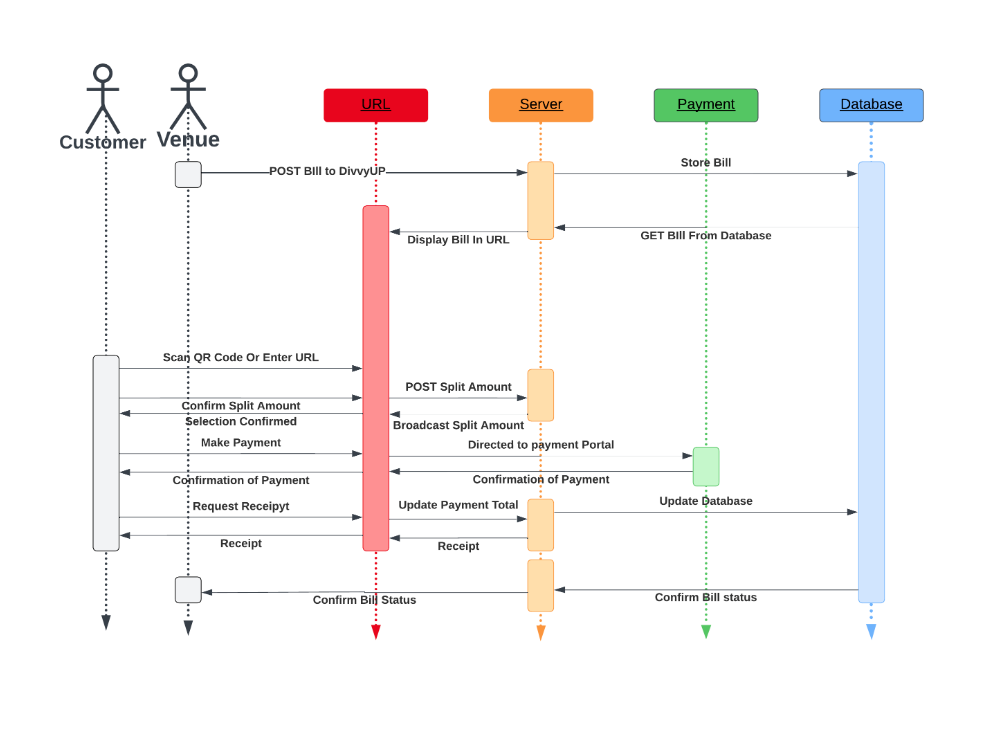 Customer
Venue
URL
Server
Payment
Database
POST BIll to DivvyUP
Store Bill
Display Bill In URL
GET BIll From Database
Scan QR Code Or Enter URL
POST Split Amount
Confirm Split Amount
Selection Confirmed
Broadcast Split Amount
Make Payment
Directed to payment Portal
Confirmation of Payment
Confirmation of Payment
Request Receipyt
Update Payment Total
Update Database
Receipt
Receipt
Confirm Bill Status
Confirm Bill status